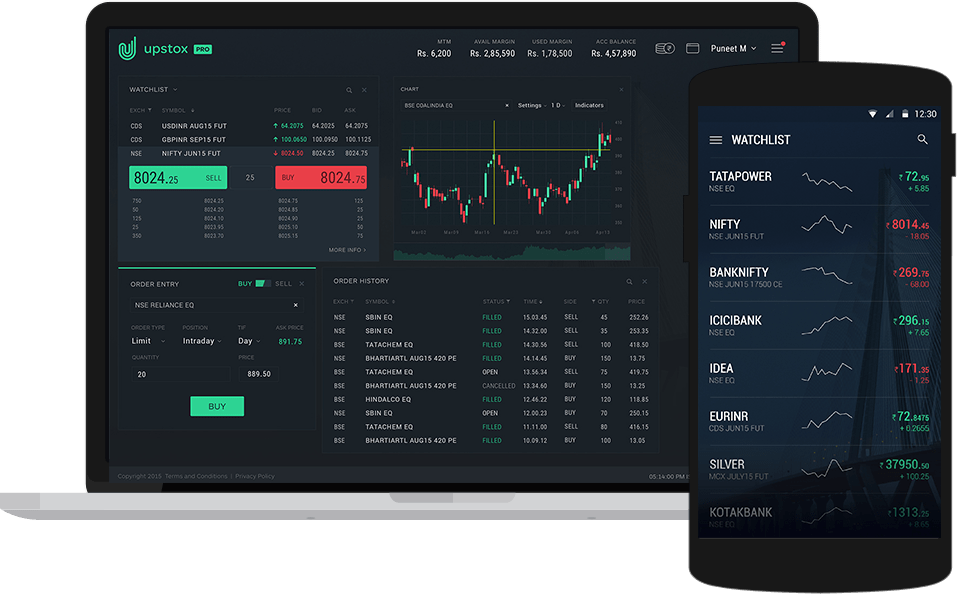 upstox PRO
MTM AVAIL MARGIN USED MARGIN ACC BALANCE
Rs. 6,200 Rs. 2,85,590 Rs. 1,78,500 Rs. 4,57,890 Puneet M
WATCHLIST
EXCH SYMBOL PRICE BID ASK
CDS USDINR AUG15 FUT 64.2075 64.2025 64.2075
CDS GBPINR SEP15 FUT 100.0650 100.0950 100.1125
NSE NIFTY JUN15 FUT 8024.50 8024.25 8024.75
8024.25 SELL 25 BUY 8024.75
750 8024.25 8024.75 125
50 8024.20 8024.85 25
125 8024.10 8024.90 25
25 8023.95 8025.10 50
350 8023.70 8025.15 75
MORE INFO
CHART
BSE COALINDIA EQ Settings 1 D Indicators
ORDER ENTRY BUY SELL
NSE RELIANCE EQ
ORDER TYPE POSITION TIF ASK PRICE
Limit Intraday Day 891.75
QUANTITY PRICE
20 889.50
BUY
ORDER HISTORY
EXCH SYMBOL STATUS TIME SIDE QTY PRICE
NSE SBIN EQ FILLED 15.03.45 SELL 45 252.26
NSE SBIN EQ FILLED 14.32.00 SELL 35 253.35
BSE TATACHEM EQ FILLED 14.30.56 SELL 100 418.50
NSE BHARTIARTL AUG15 420 PE FILLED 14.14.45 BUY 150 13.75
BSE TATACHEM EQ OPEN 13.56.34 SELL 75 419.75
BSE BHARTIARTL AUG15 420 PE CANCELLED 13.34.60 BUY 150 13.25
BSE HINDALCO EQ FILLED 12.46.22 BUY 120 118.85
NSE SBIN EQ OPEN 12.00.23 BUY 70 250.15
BSE TATACHEM EQ FILLED 11.11.00 SELL 80 416.15
BSE BHARTIARTL AUG15 420 PE FILLED 10.09.12 BUY 100 13.05
Copyright 2015 Terms and Conditions | Privacy Policy 05:14:00 PM
12:30
WATCHLIST
TATAPOWER ₹ 72.95
NSE EQ + 5.85
NIFTY ₹ 8014.45
NSE JUN15 FUT - 18.05
BANKNIFTY ₹ 269.75
NSE JUN15 17500 CE - 68.00
ICICIBANK ₹ 296.15
NSE EQ + 7.65
IDEA ₹ 171.35
NSE EQ - 1.25
EURINR ₹ 72.8475
CDS JUN15 FUT + 0.2655
SILVER ₹ 37950.50
MCX JULY15 FUT + 100.25
KOTAKBANK ₹ 1313.25
NSE EQ + 8.65